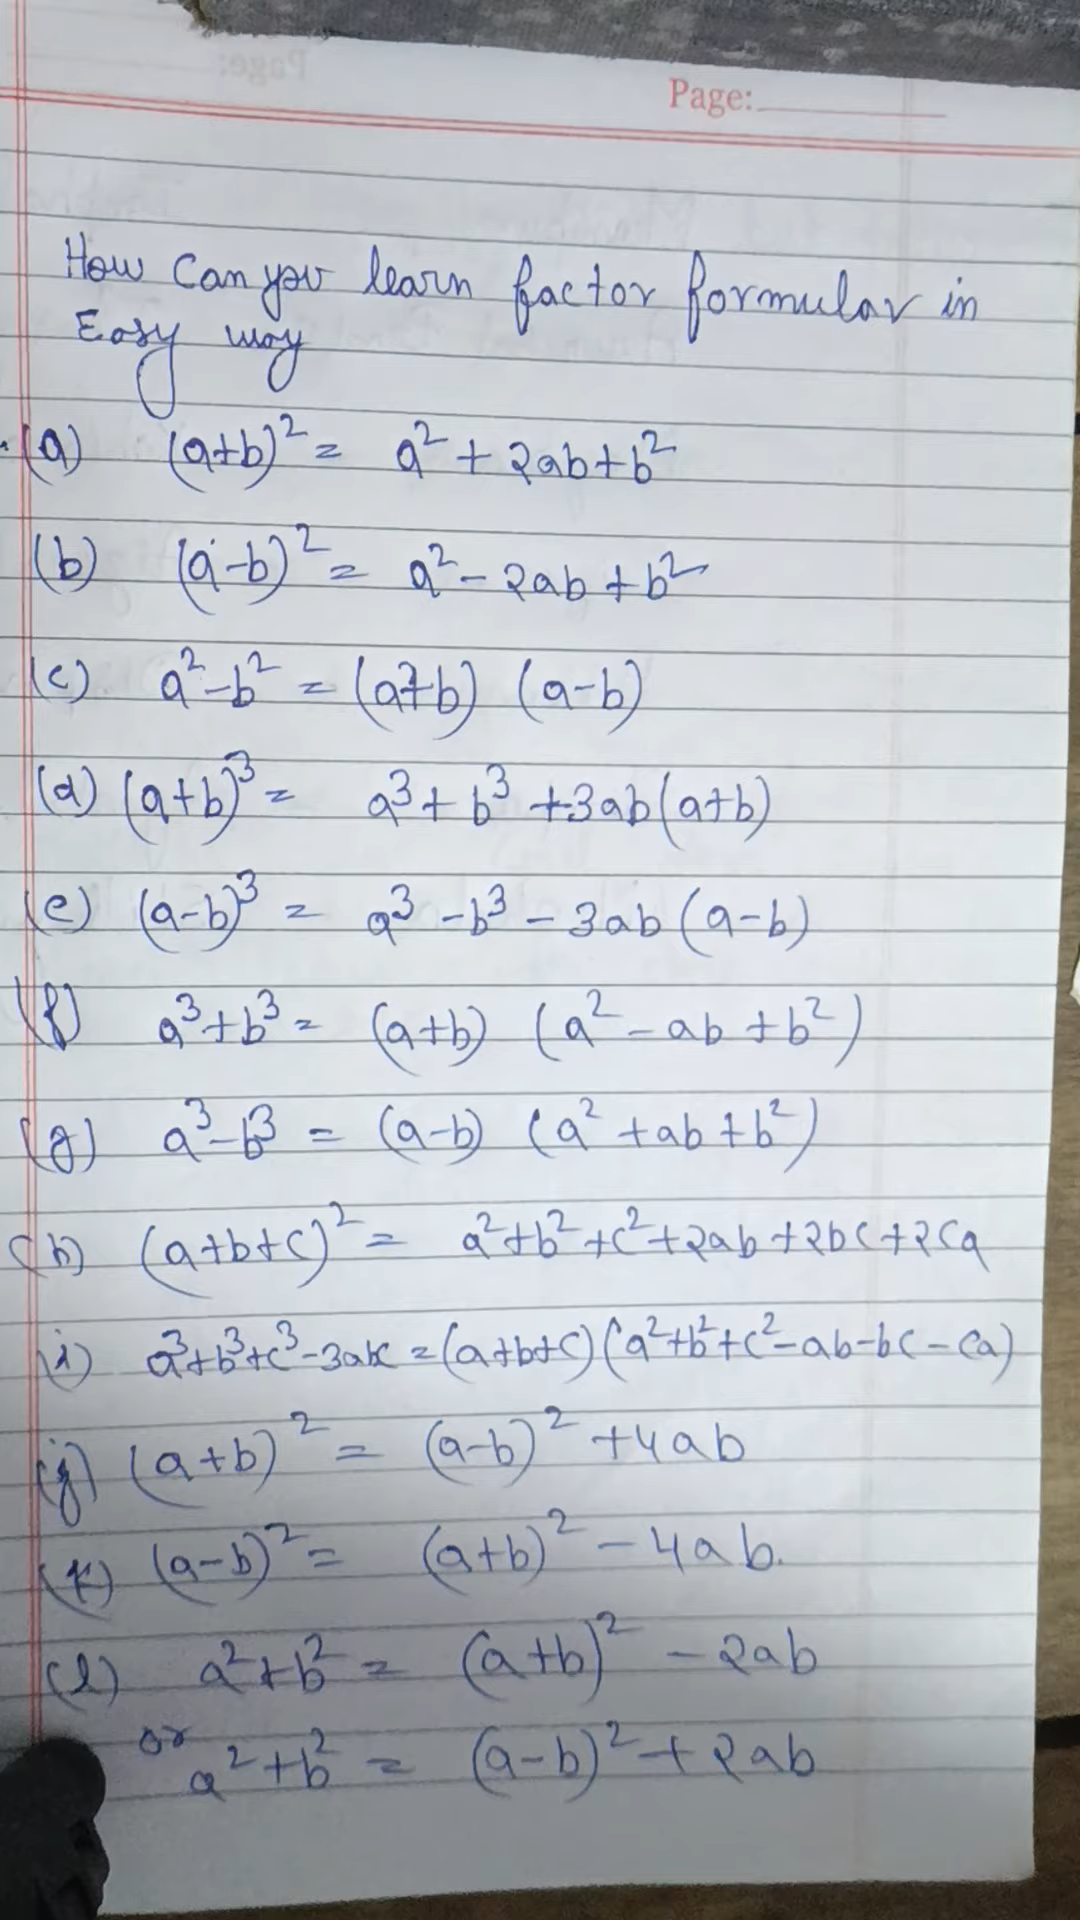 Page:
How can you learn factor formular in
Easy way
(a) (a+b)² = a² + 2ab + b²
(b) (a-b)² = a² - 2ab + b²
(c) a² - b² = (a+b) (a-b)
(d) (a+b)³ = a³ + b³ + 3ab(a+b)
(e) (a-b)³ = a³ - b³ - 3ab (a-b)
(f) a³ + b³ = (a+b) (a² - ab + b²)
(g) a³ - b³ = (a-b) (a² + ab + b²)
(h) (a+b+c)² = a² + b² + c² + 2ab + 2bc + 2ca
(i) a³+b³+c³-3abc = (a+b+c) (a²+b²+c²-ab-bc-ca)
(j) (a+b)² = (a-b)² + 4ab
(k) (a-b)² = (a+b)² - 4ab.
(l) a² + b² = (a+b)² - 2ab
or a² + b² = (a-b)² + 2ab